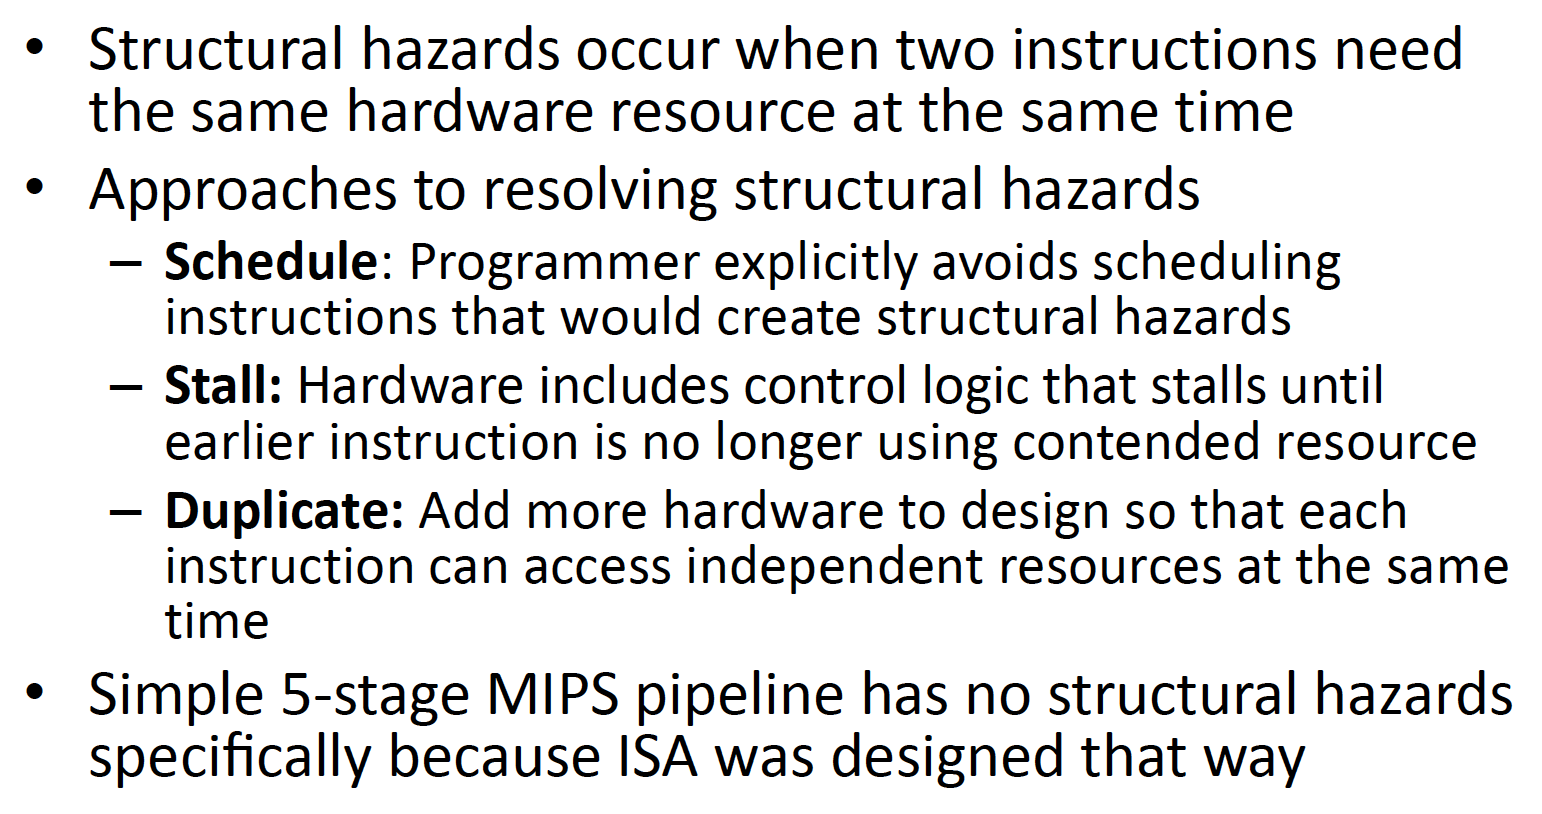 • Structural hazards occur when two instructions need
the same hardware resource at the same time
• Approaches to resolving structural hazards
– Schedule: Programmer explicitly avoids scheduling
instructions that would create structural hazards
– Stall: Hardware includes control logic that stalls until
earlier instruction is no longer using contended resource
– Duplicate: Add more hardware to design so that each
instruction can access independent resources at the same
time
• Simple 5-stage MIPS pipeline has no structural hazards
specifically because ISA was designed that way